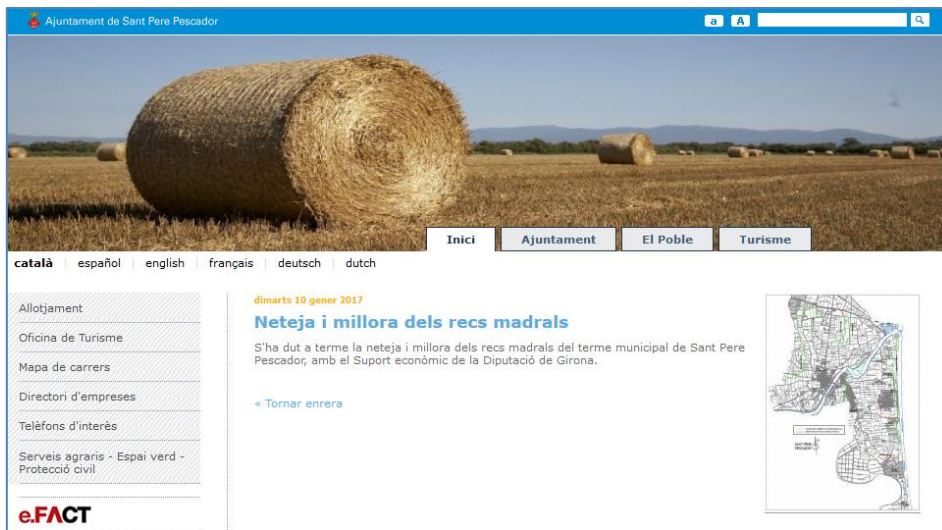 Ajuntament de Sant Pere Pescador
a A
Inici Ajuntament El Poble Turisme
català español english français deutsch dutch
Allotjament
Oficina de Turisme
Mapa de carrers
Directori d'empreses
Telèfons d'interès
Serveis agraris - Espai verd -
Protecció civil
e.FACT
dimarts 10 gener 2017
Neteja i millora dels recs madrals
S'ha dut a terme la neteja i millora dels recs madrals del terme municipal de Sant Pere
Pescador, amb el Suport econòmic de la Diputació de Girona.
« Tornar enrera
SANT PERE
PESCADOR